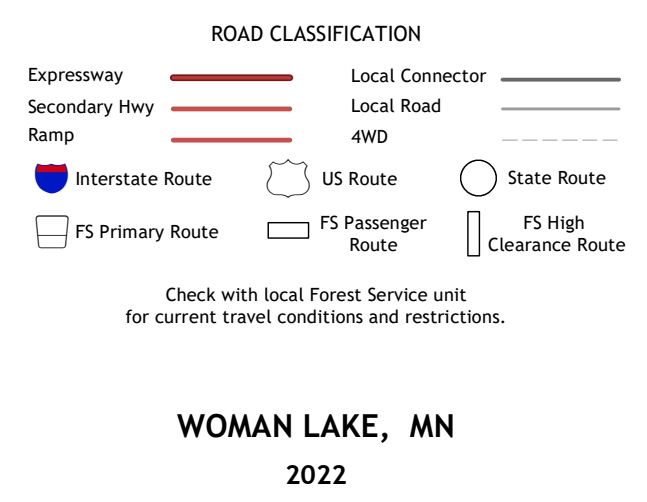 ROAD CLASSIFICATION
Expressway
Local Connector
Secondary Hwy
Local Road
Ramp
4WD
Interstate Route
US Route
State Route
FS Primary Route
FS Passenger
Route
FS High
Clearance Route
Check with local Forest Service unit
for current travel conditions and restrictions.
WOMAN LAKE, MN
2022